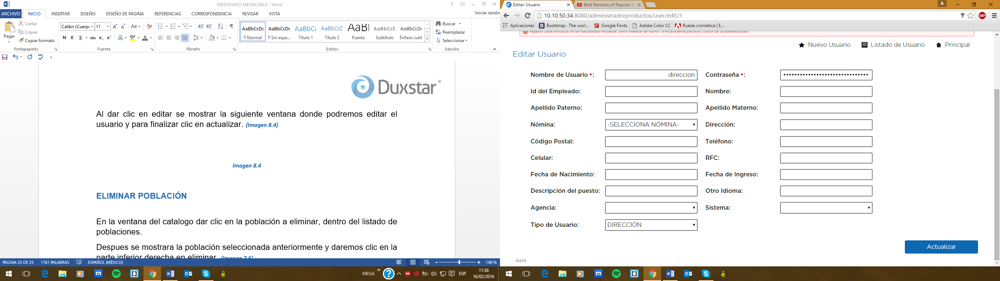 INVENTARIO MEGACABLE - Word
ARCHIVO INICIO INSERTAR DISEÑO DISEÑO DE PÁGINA REFERENCIAS CORRESPONDENCIA REVISAR VISTA Iniciar sesión
Pegar
Cortar
Copiar
Copiar formato
Portapapeles
Calibri (Cuerpo 11
N K S abc x₂ x²
Fuente
Párrafo
AaBbCcDc AaBbCcDc AaBbCc AaBbCcD AaBl AaBbCcD AaBbCcDc
¶ Normal ¶ Sin espa... Título 1 Título 2 Puesto Subtítulo Énfasis sutil
Estilos
Buscar
Reemplazar
Seleccionar
Edición
Duxstar®
Al dar clic en editar se mostrar la siguiente ventana donde podremos editar el
usuario y para finalizar clic en actualizar. (Imagen 8.4)
Imagen 8.4
ELIMINAR POBLACIÓN
En la ventana del catalogo dar clic en la población a eliminar, dentro del listado de
poblaciones.
Despues se mostrara la población seleccionada anteriormente y daremos clic en la
parte inferior derecha en eliminar. (Imagen 7.5)
PÁGINA 25 DE 25 1761 PALABRAS ESPAÑOL (MÉXICO) 140 %
MEGA » ESP 11:36
16/02/2016
Editar Usuario
Best Remixes of Popular S
10.10.50.34:8080/administradorproductos/user/edit/1
ABP
Aplicaciones Bootstrap · The worl... Google Fonts Adobe Color CC Rueda cromática | E...
Algunas características no se han podido inicializar, favor intentar de nuevo. Si el problema persiste, contactar al administrador.
Nuevo Usuario Listado de Usuario Principal
Editar Usuario
Nombre de Usuario *: direccion Contraseña *:
Id del Empleado: Nombre:
Apellido Paterno: Apellido Materno:
Nómina: -SELECCIONA NÓMINA- Dirección:
Código Postal: Teléfono:
Celular: RFC:
Fecha de Nacimiento: Fecha de Ingreso:
Descripción del puesto: Otro Idioma:
Agencia: Sistema:
Tipo de Usuario: DIRECCIÓN
Actualizar
0.1.23